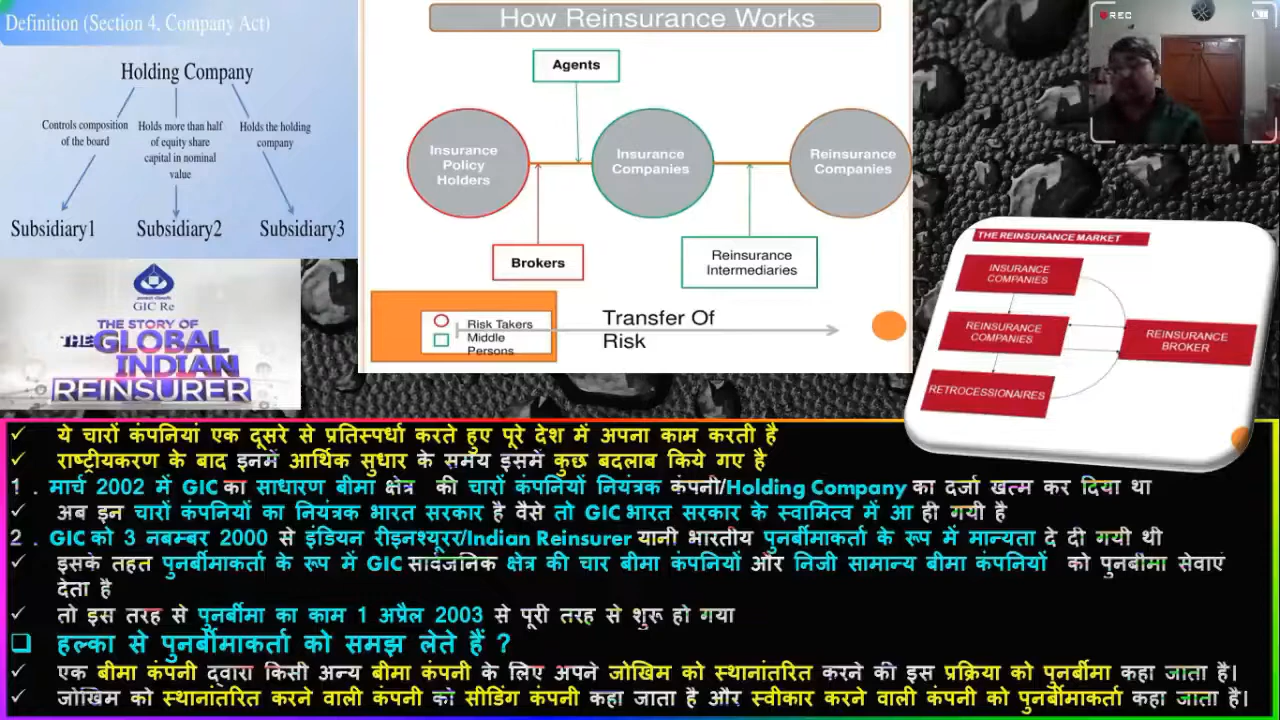 Definition (Section 4, Company Act)
Holding Company
Controls composition
of the board
Holds more than half
of equity share
capital in nominal
value
Holds the holding
company
Subsidiary1
Subsidiary2
Subsidiary3
GIC Re
THE STORY OF
THE GLOBAL
INDIAN
REINSURER
How Reinsurance Works
Agents
Insurance
Policy
Holders
Insurance
Companies
Reinsurance
Companies
Brokers
Reinsurance
Intermediaries
Risk Takers
Middle
Persons
Transfer Of
Risk
REC
THE REINSURANCE MARKET
INSURANCE
COMPANIES
REINSURANCE
COMPANIES
REINSURANCE
BROKER
RETROCESSIONAIRES
ये चारों कंपनियां एक दूसरे से प्रतिस्पर्धा करते हुए पूरे देश में अपना काम करती है
राष्ट्रीयकरण के बाद इनमें आर्थिक सुधार के समय इसमें कुछ बदलाब किये गए है
1 . मार्च 2002 में GIC का साधारण बीमा क्षेत्र की चारों कंपनियों नियंत्रक कंपनी/Holding Company का दर्जा खत्म कर दिया था
अब इन चारों कंपनियों का नियंत्रक भारत सरकार है वैसे तो GIC भारत सरकार के स्वामित्व में आ ही गयी है
2 . GIC को 3 नबम्बर 2000 से इंडियन रीइनश्यूरर/Indian Reinsurer यानी भारतीय पुनर्बीमाकर्ता के रूप में मान्यता दे दी गयी थी
इसके तहत पुनर्बीमाकर्ता के रूप में GIC सार्वजनिक क्षेत्र की चार बीमा कंपनियों और निजी सामान्य बीमा कंपनियों को पुनर्बीमा सेवाएं
देता है
तो इस तरह से पुनर्बीमा का काम 1 अप्रैल 2003 से पूरी तरह से शुरू हो गया
हल्का से पुनर्बीमाकर्ता को समझ लेते हैं ?
एक बीमा कंपनी द्वारा किसी अन्य बीमा कंपनी के लिए अपने जोखिम को स्थानांतरित करने की इस प्रक्रिया को पुनर्बीमा कहा जाता है।
जोखिम को स्थानांतरित करने वाली कंपनी को सीडिंग कंपनी कहा जाता है और स्वीकार करने वाली कंपनी को पुनर्बीमाकर्ता कहा जाता है।